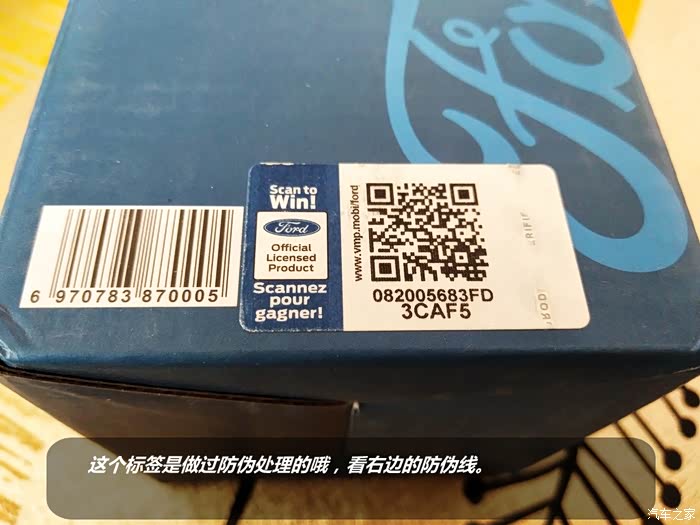 Ford
Scan to
Win!
Ford
Official
Licensed
Product
Scannez
pour
gagner!
www.vmp.mobi/ford
082005683FD
3CAF5
6 970783 870005
这个标签是做过防伪处理的哦，看右边的防伪线。
汽车之家